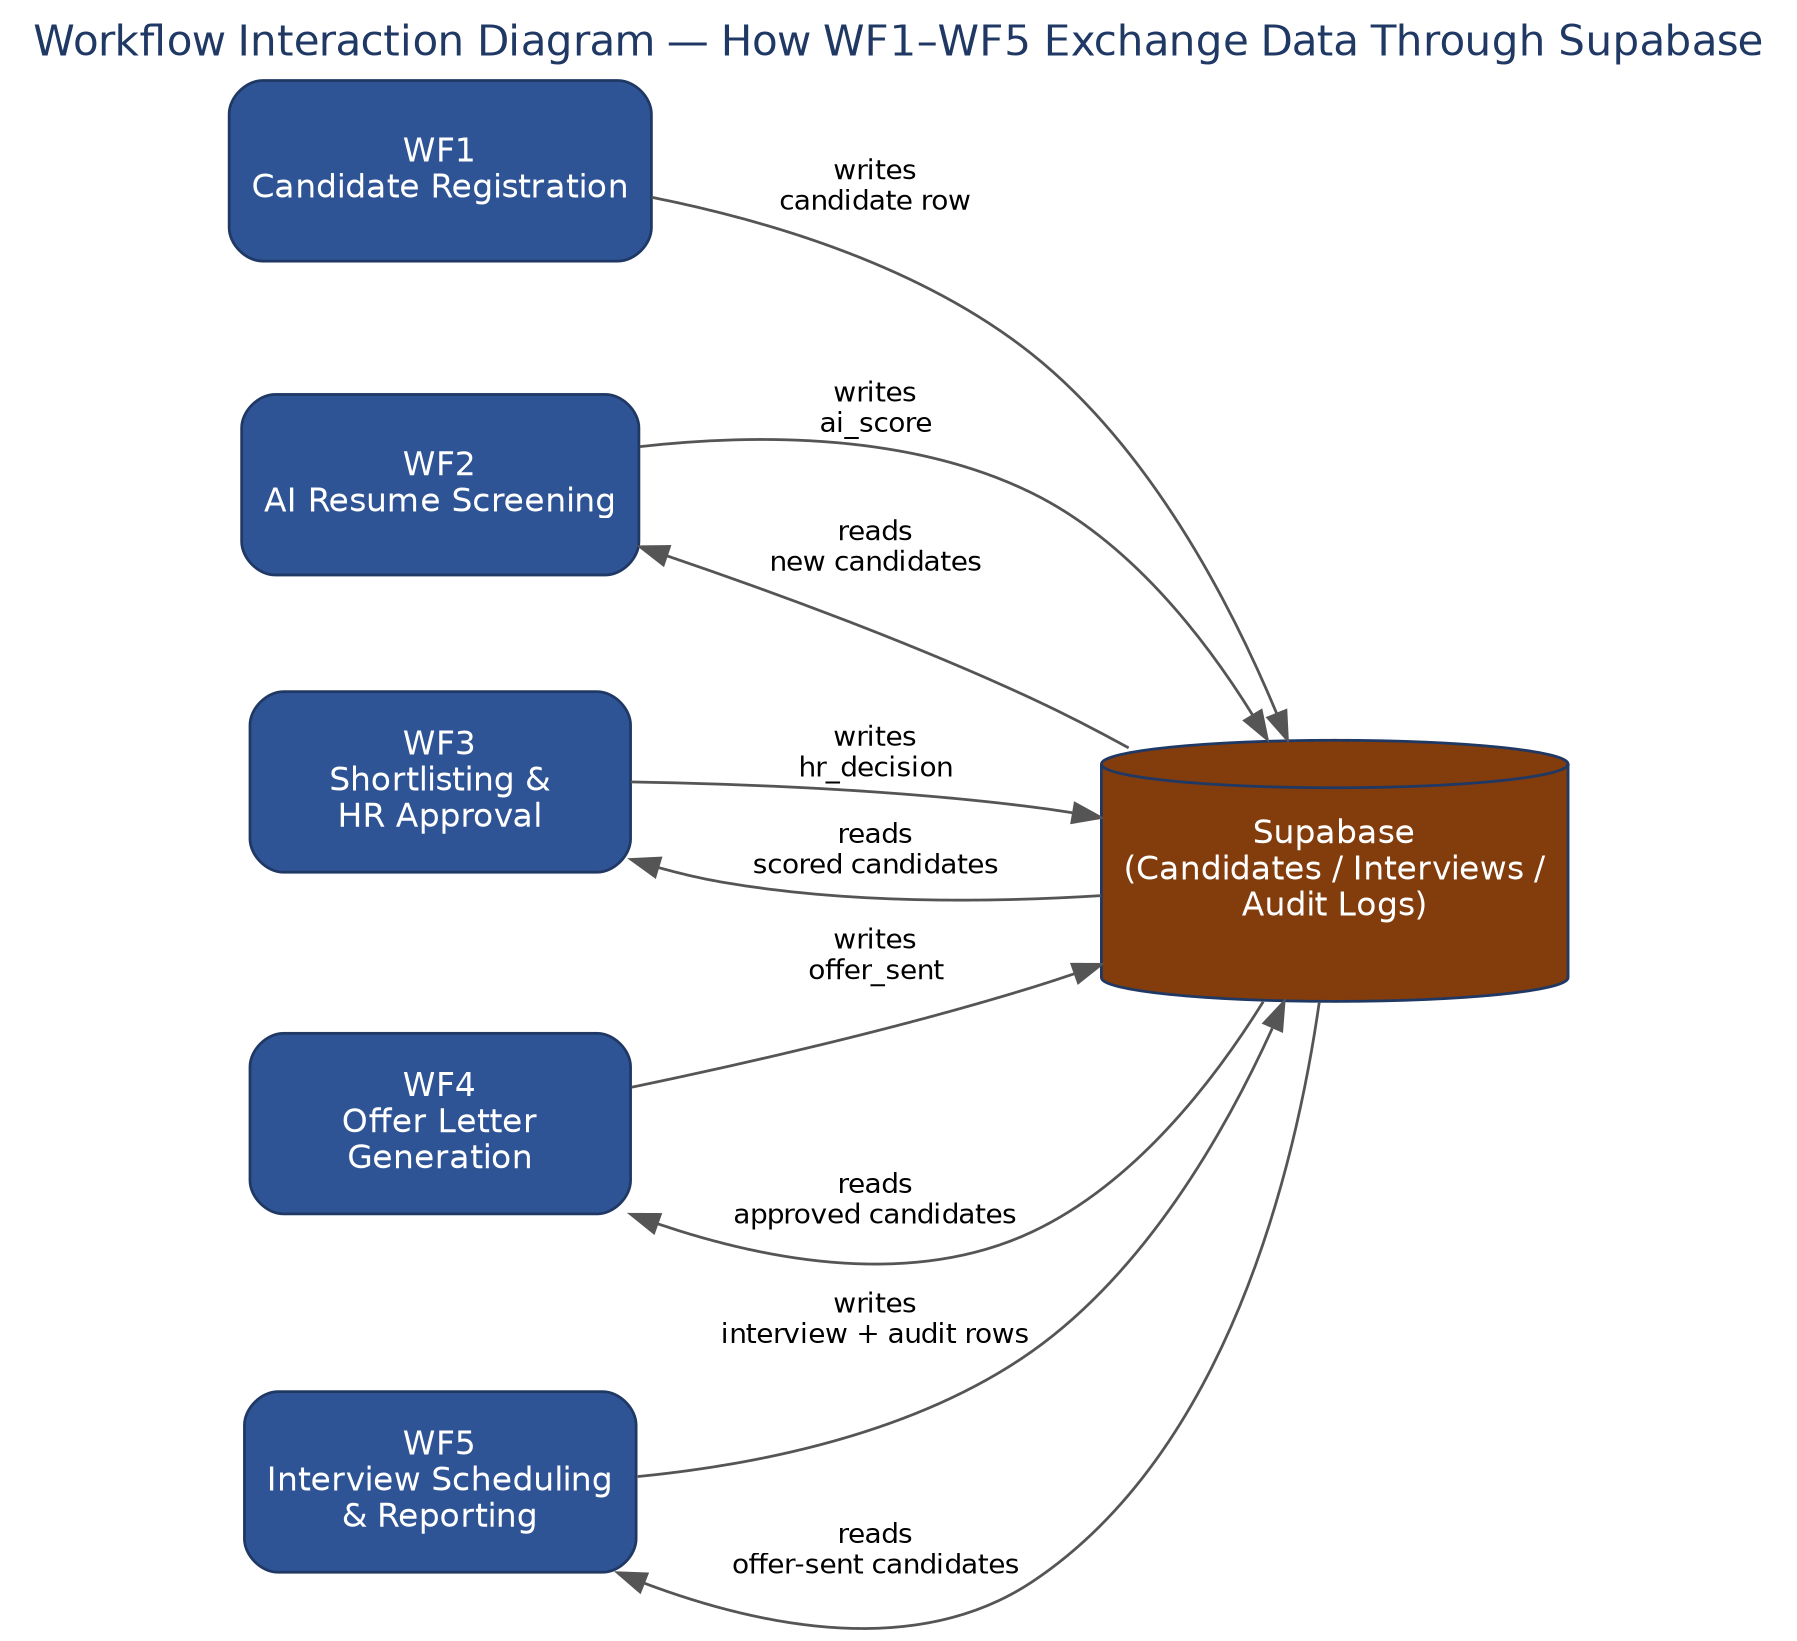 Workflow Interaction Diagram — How WF1–WF5 Exchange Data Through Supabase
WF1
Candidate Registration
writes
candidate row
WF2
AI Resume Screening
writes
ai_score
reads
new candidates
WF3
Shortlisting &
HR Approval
writes
hr_decision
reads
scored candidates
Supabase
(Candidates / Interviews /
Audit Logs)
WF4
Offer Letter
Generation
writes
offer_sent
reads
approved candidates
WF5
Interview Scheduling
& Reporting
writes
interview + audit rows
reads
offer-sent candidates